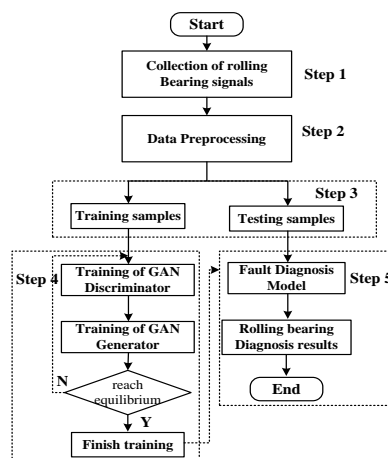 Start
Collection of rolling
Bearing signals
Step 1
Data Preprocessing
Step 2
Step 3
Training samples
Testing samples
Step 4
Training of GAN
Discriminator
Training of GAN
Generator
N
reach
equilibrium
Y
Finish training
Fault Diagnosis
Model
Step 5
Rolling bearing
Diagnosis results
End